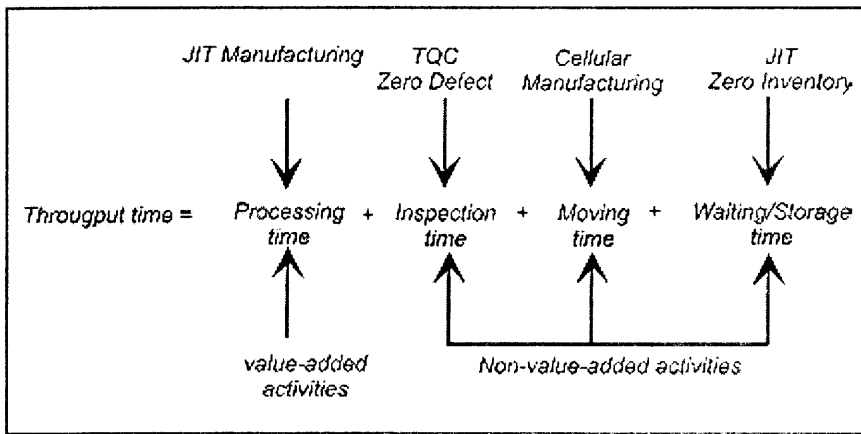 JIT Manufacturing
TQC
Zero Defect
Cellular
Manufacturing
JIT
Zero Inventory
Througput time = Processing time + Inspection time + Moving time + Waiting/Storage time
value-added
activities
Non-value-added activities